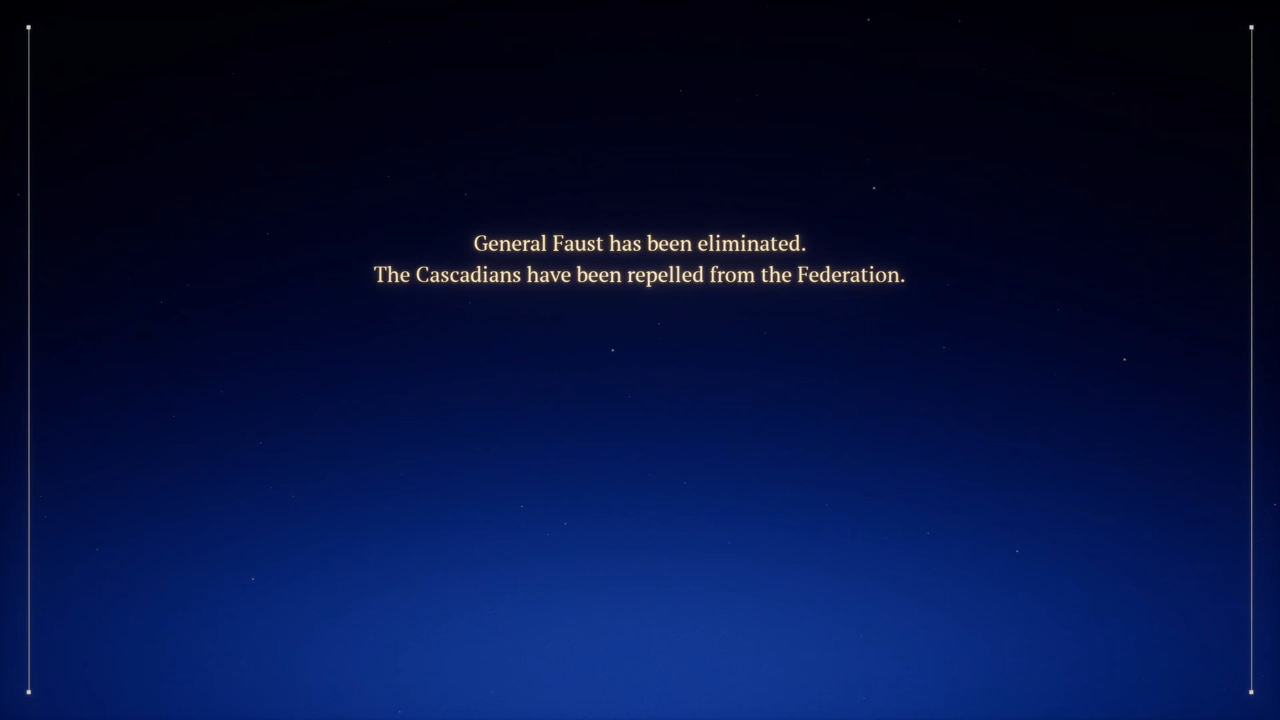 General Faust has been eliminated.
The Cascadians have been repelled from the Federation.